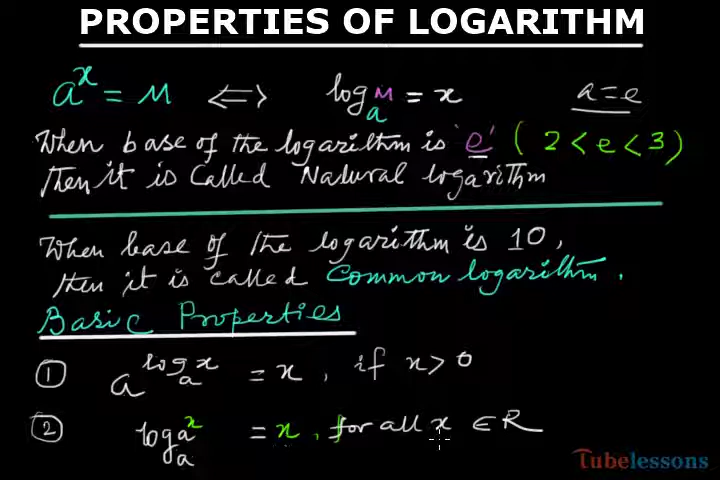 PROPERTIES OF LOGARITHM
a^x = M ⟺ log_a M = x   a = e
When base of the logarithm is 'e' ( 2 < e < 3 )
then it is called Natural logarithm
When base of the logarithm is 10,
then it is called Common logarithm.
Basic Properties
① a^(log_a x) = x, if x > 0
② log_a a^x = x, for all x ∈ R
Tubelessons